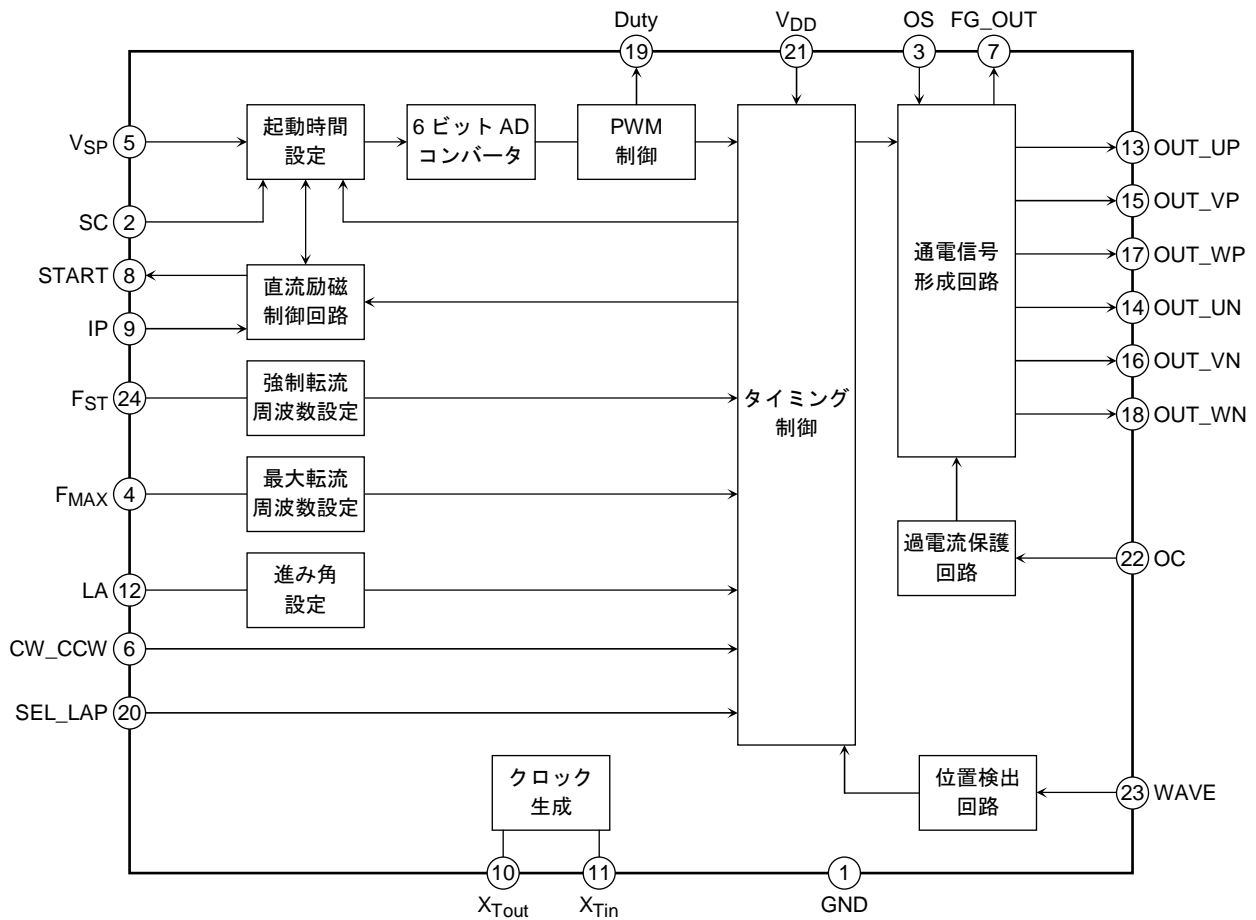 Duty
VDD
OS
FG_OUT
19
21
3
7
VSP
5
起動時間
設定
6 ビット AD
コンバータ
PWM
制御
13
OUT_UP
SC
2
15
OUT_VP
START
8
直流励磁
制御回路
通電信号
形成回路
17
OUT_WP
IP
9
14
OUT_UN
16
OUT_VN
FST
24
強制転流
周波数設定
タイミング
制御
18
OUT_WN
FMAX
4
最大転流
周波数設定
過電流保護
回路
22
OC
LA
12
進み角
設定
CW_CCW
6
SEL_LAP
20
クロック
生成
位置検出
回路
23
WAVE
10
11
1
XTout
XTin
GND